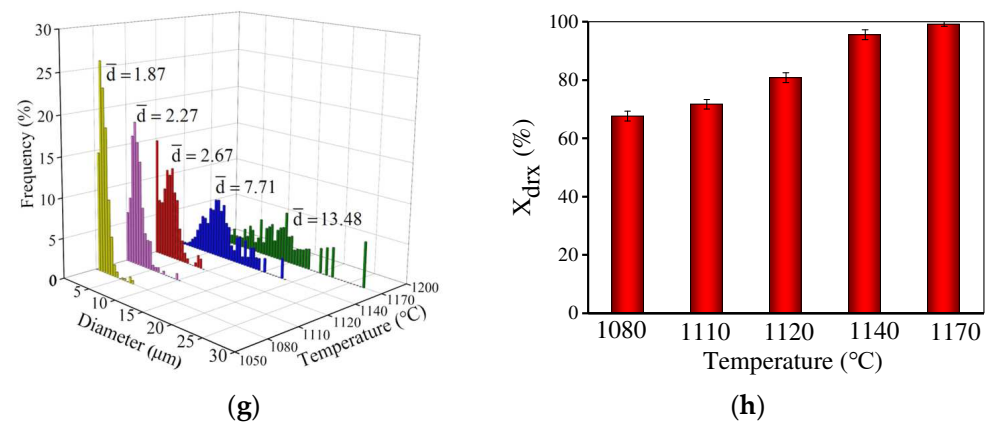 30
25
20
15
10
5
0
Frequency (%)
d̅ = 1.87
d̅ = 2.27
d̅ = 2.67
d̅ = 7.71
d̅ = 13.48
5
10
15
20
25
30
Diameter (μm)
1050
1080
1110
1120
1140
1170
1200
Temperature (℃)
(g)
100
80
60
40
20
0
X_drx (%)
1080 1110 1120 1140 1170
Temperature (℃)
(h)